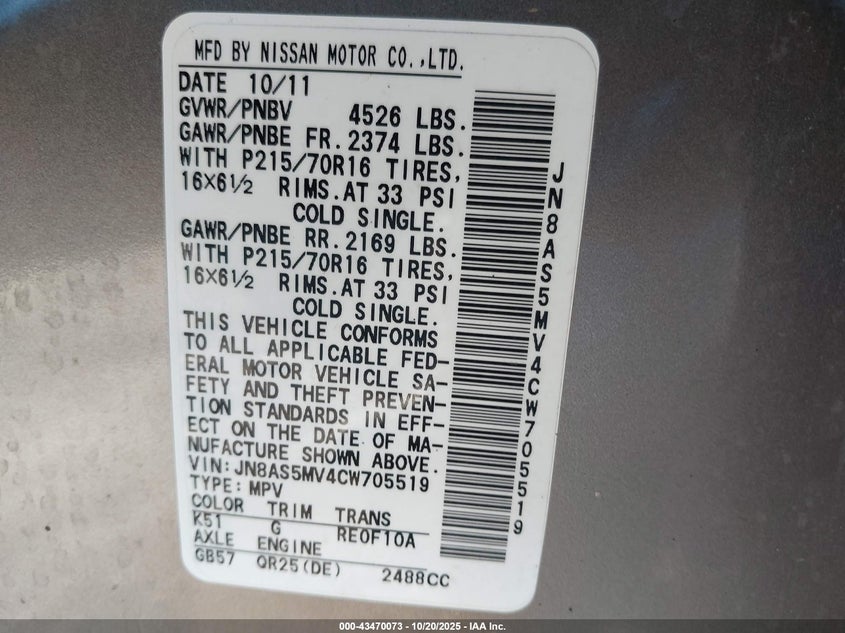 MFD BY NISSAN MOTOR CO.,LTD.
DATE 10/11
GVWR/PNBV 4526 LBS.
GAWR/PNBE FR. 2374 LBS.
WITH P215/70R16 TIRES,
16X6½ RIMS. AT 33 PSI
COLD SINGLE.
GAWR/PNBE RR. 2169 LBS.
WITH P215/70R16 TIRES,
16X6½ RIMS. AT 33 PSI
COLD SINGLE.
THIS VEHICLE CONFORMS
TO ALL APPLICABLE FED-
ERAL MOTOR VEHICLE SA-
FETY AND THEFT PREVEN-
TION STANDARDS IN EFF-
ECT ON THE DATE OF MA-
NUFACTURE SHOWN ABOVE.
VIN:JN8AS5MV4CW705519
TYPE:MPV
COLOR TRIM TRANS
K51 G RE0F10A
AXLE ENGINE
GB57 QR25(DE) 2488CC
JN8AS5MV4CW705519
000-43470073 - 10/20/2025 - IAA Inc.